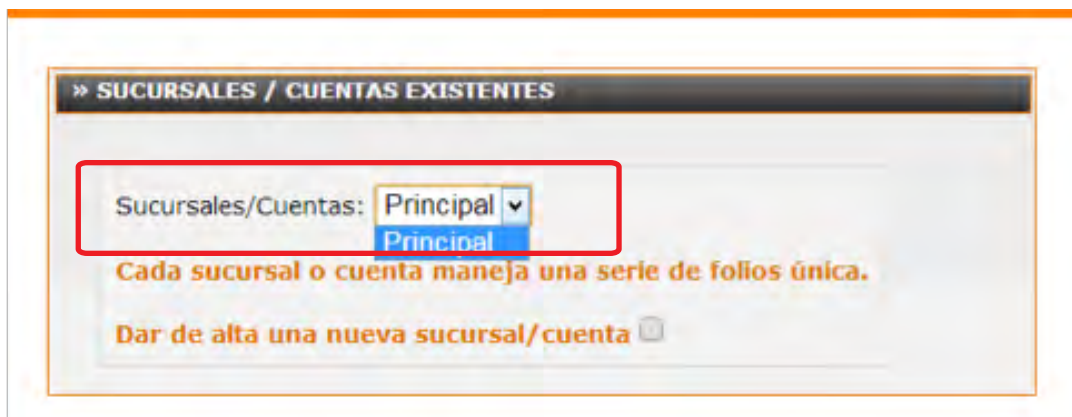 » SUCURSALES / CUENTAS EXISTENTES
Sucursales/Cuentas: Principal
Principal
Cada sucursal o cuenta maneja una serie de folios única.
Dar de alta una nueva sucursal/cuenta